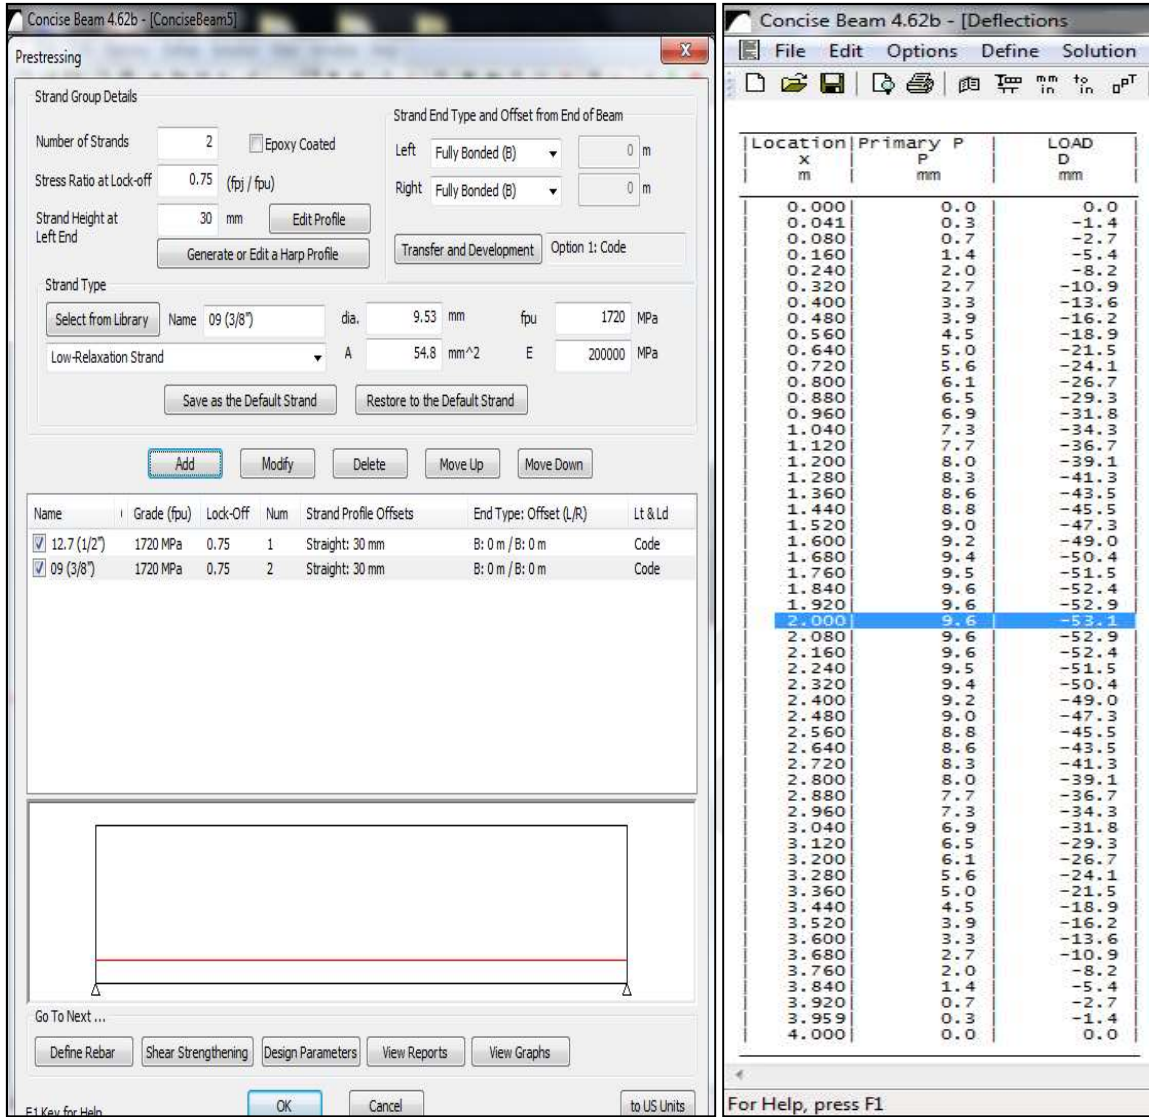 Concise Beam 4.62b - [ConciseBeam5]
Prestressing
X
Strand Group Details
Number of Strands 2 Epoxy Coated
Stress Ratio at Lock-off 0.75 (fpj / fpu)
Strand Height at Left End 30 mm Edit Profile
Generate or Edit a Harp Profile
Strand End Type and Offset from End of Beam
Left Fully Bonded (B) 0 m
Right Fully Bonded (B) 0 m
Transfer and Development Option 1: Code
Strand Type
Select from Library Name 09 (3/8") dia. 9.53 mm fpu 1720 MPa
Low-Relaxation Strand A 54.8 mm^2 E 200000 MPa
Save as the Default Strand Restore to the Default Strand
Add Modify Delete Move Up Move Down
Name Grade (fpu) Lock-Off Num Strand Profile Offsets End Type: Offset (L/R) Lt & Ld
12.7 (1/2") 1720 MPa 0.75 1 Straight: 30 mm B: 0 m / B: 0 m Code
09 (3/8") 1720 MPa 0.75 2 Straight: 30 mm B: 0 m / B: 0 m Code
Go To Next ...
Define Rebar Shear Strengthening Design Parameters View Reports View Graphs
F1 Key for Help OK Cancel to US Units
Concise Beam 4.62b - [Deflections
File Edit Options Define Solution
mm in to in pT
|Location|Primary P | LOAD |
| x | P | D |
| m | mm | mm |
| 0.000| 0.0 | 0.0 |
| 0.041| 0.3 | -1.4 |
| 0.080| 0.7 | -2.7 |
| 0.160| 1.4 | -5.4 |
| 0.240| 2.0 | -8.2 |
| 0.320| 2.7 | -10.9 |
| 0.400| 3.3 | -13.6 |
| 0.480| 3.9 | -16.2 |
| 0.560| 4.5 | -18.9 |
| 0.640| 5.0 | -21.5 |
| 0.720| 5.6 | -24.1 |
| 0.800| 6.1 | -26.7 |
| 0.880| 6.5 | -29.3 |
| 0.960| 6.9 | -31.8 |
| 1.040| 7.3 | -34.3 |
| 1.120| 7.7 | -36.7 |
| 1.200| 8.0 | -39.1 |
| 1.280| 8.3 | -41.3 |
| 1.360| 8.6 | -43.5 |
| 1.440| 8.8 | -45.5 |
| 1.520| 9.0 | -47.3 |
| 1.600| 9.2 | -49.0 |
| 1.680| 9.4 | -50.4 |
| 1.760| 9.5 | -51.5 |
| 1.840| 9.6 | -52.4 |
| 1.920| 9.6 | -52.9 |
| 2.000| 9.6 | -53.1 |
| 2.080| 9.6 | -52.9 |
| 2.160| 9.6 | -52.4 |
| 2.240| 9.5 | -51.5 |
| 2.320| 9.4 | -50.4 |
| 2.400| 9.2 | -49.0 |
| 2.480| 9.0 | -47.3 |
| 2.560| 8.8 | -45.5 |
| 2.640| 8.6 | -43.5 |
| 2.720| 8.3 | -41.3 |
| 2.800| 8.0 | -39.1 |
| 2.880| 7.7 | -36.7 |
| 2.960| 7.3 | -34.3 |
| 3.040| 6.9 | -31.8 |
| 3.120| 6.5 | -29.3 |
| 3.200| 6.1 | -26.7 |
| 3.280| 5.6 | -24.1 |
| 3.360| 5.0 | -21.5 |
| 3.440| 4.5 | -18.9 |
| 3.520| 3.9 | -16.2 |
| 3.600| 3.3 | -13.6 |
| 3.680| 2.7 | -10.9 |
| 3.760| 2.0 | -8.2 |
| 3.840| 1.4 | -5.4 |
| 3.920| 0.7 | -2.7 |
| 3.959| 0.3 | -1.4 |
| 4.000| 0.0 | 0.0 |
For Help, press F1